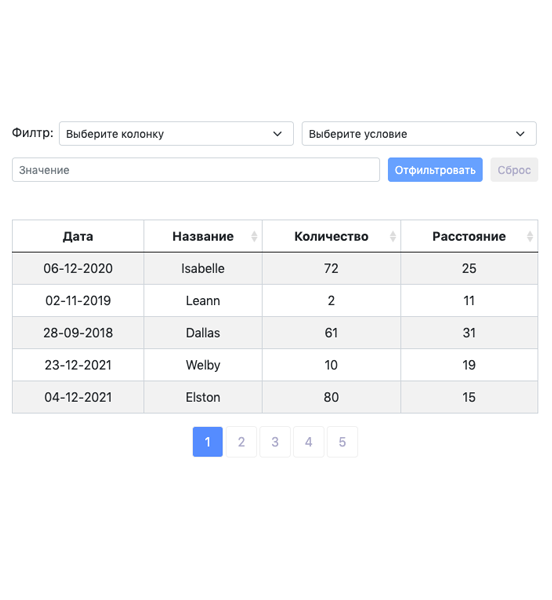 Филтр: Выберите колонку Выберите условие
Значение Отфильтровать Сброс
Дата Название Количество Расстояние
06-12-2020 Isabelle 72 25
02-11-2019 Leann 2 11
28-09-2018 Dallas 61 31
23-12-2021 Welby 10 19
04-12-2021 Elston 80 15
1 2 3 4 5